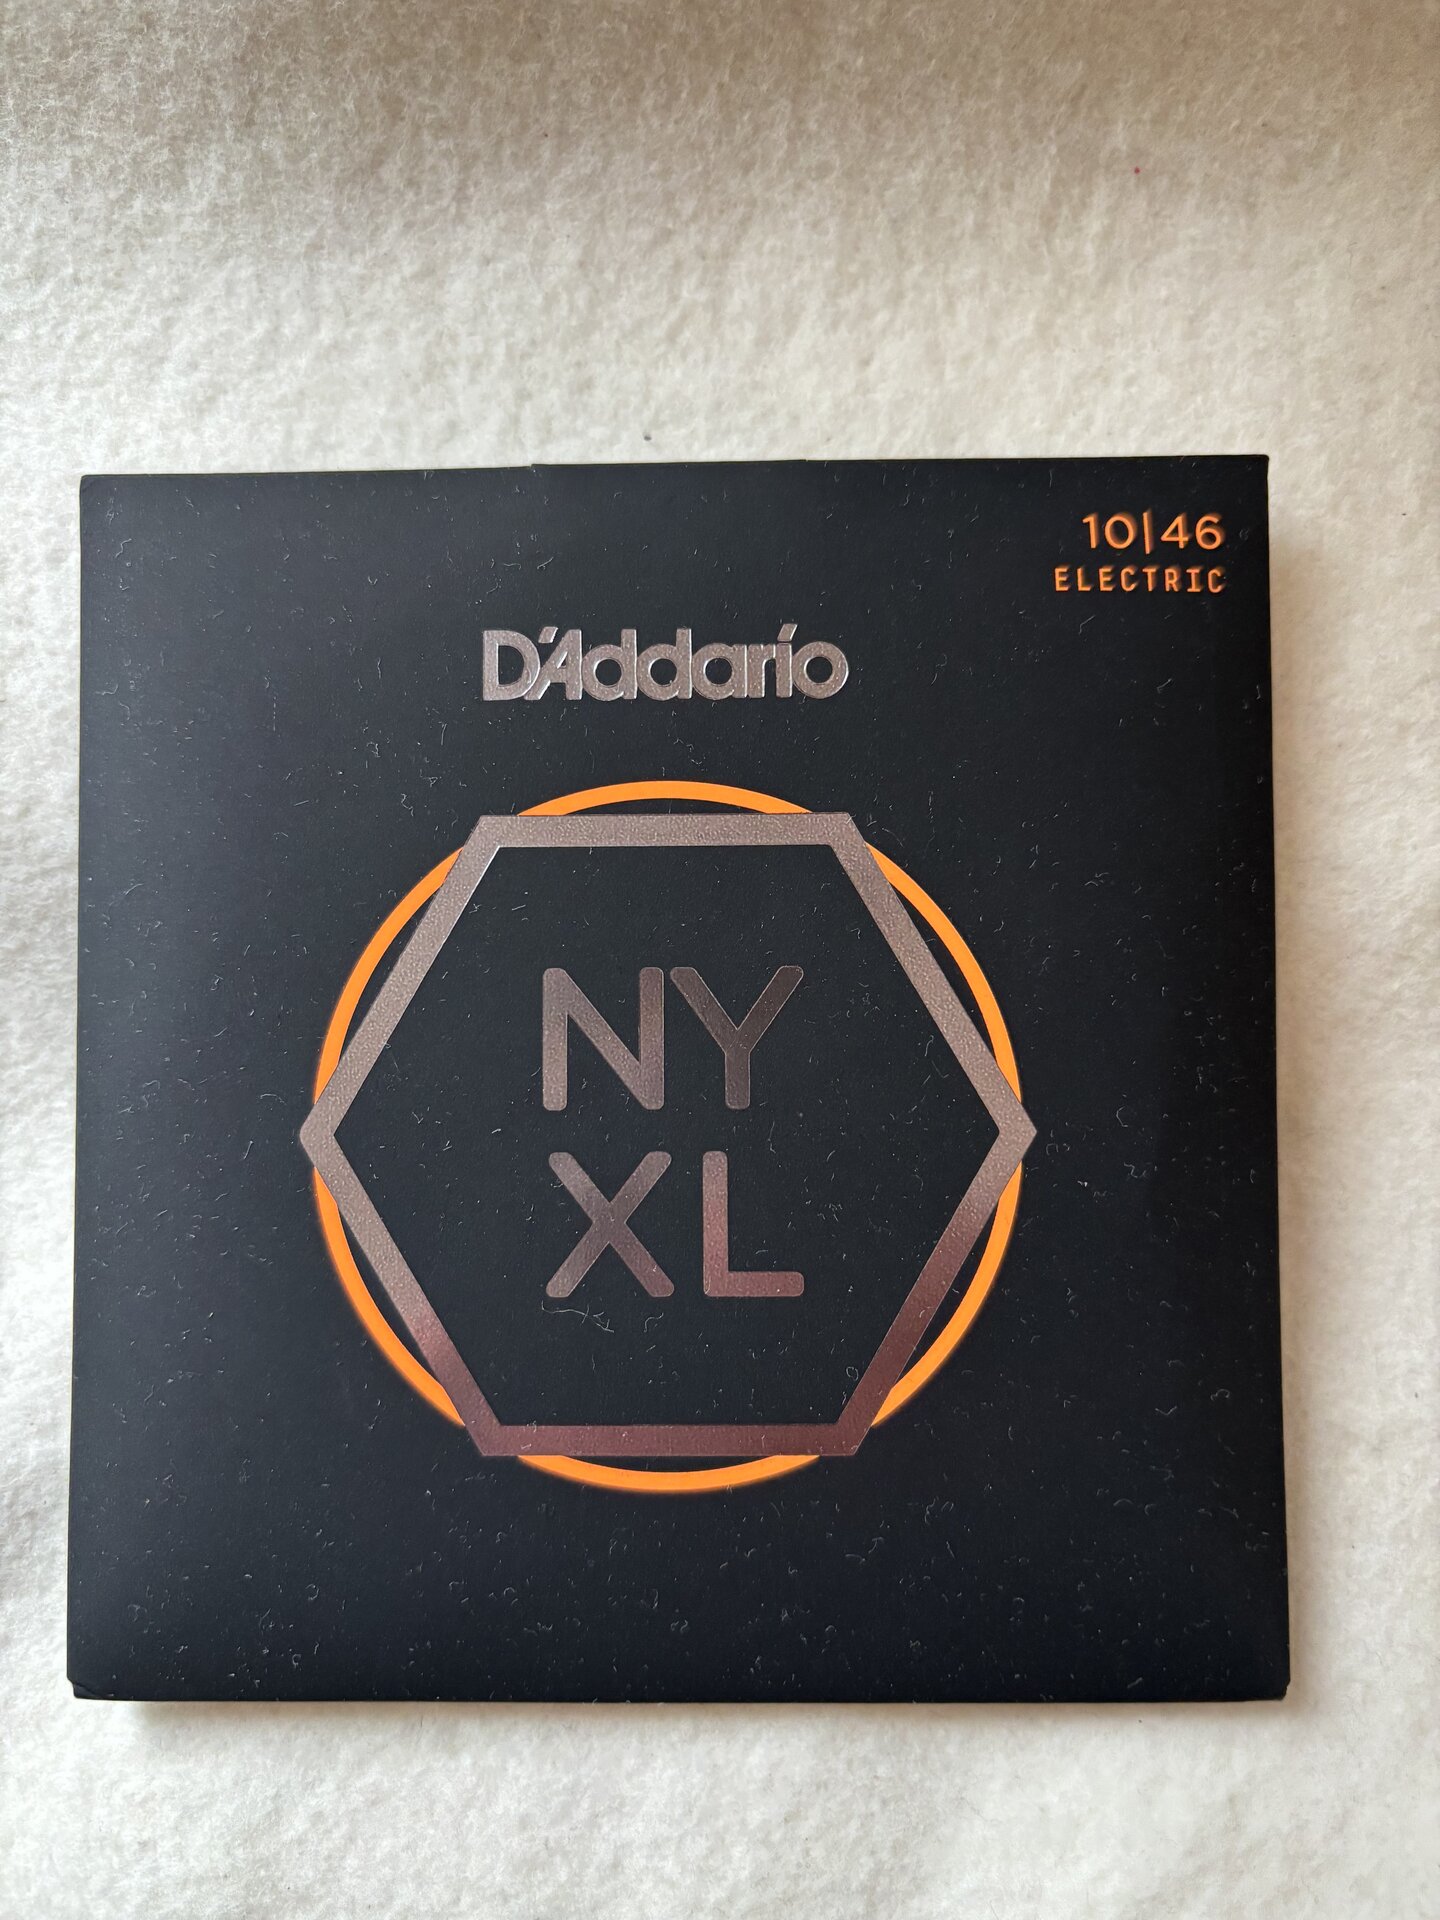 10|46
ELECTRIC
D'Addario
NY
XL